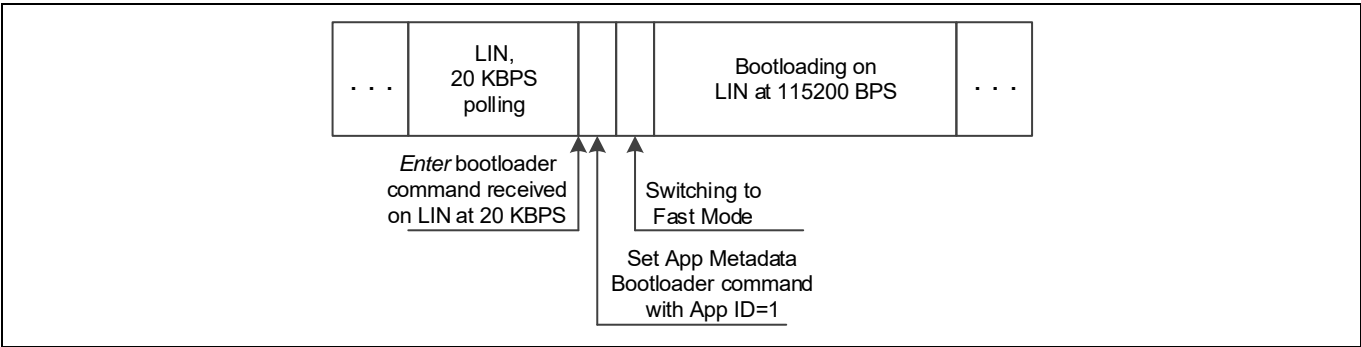 . . .
LIN,
20 KBPS
polling
Bootloading on
LIN at 115200 BPS
. . .
Enter bootloader
command received
on LIN at 20 KBPS
Switching to
Fast Mode
Set App Metadata
Bootloader command
with App ID=1